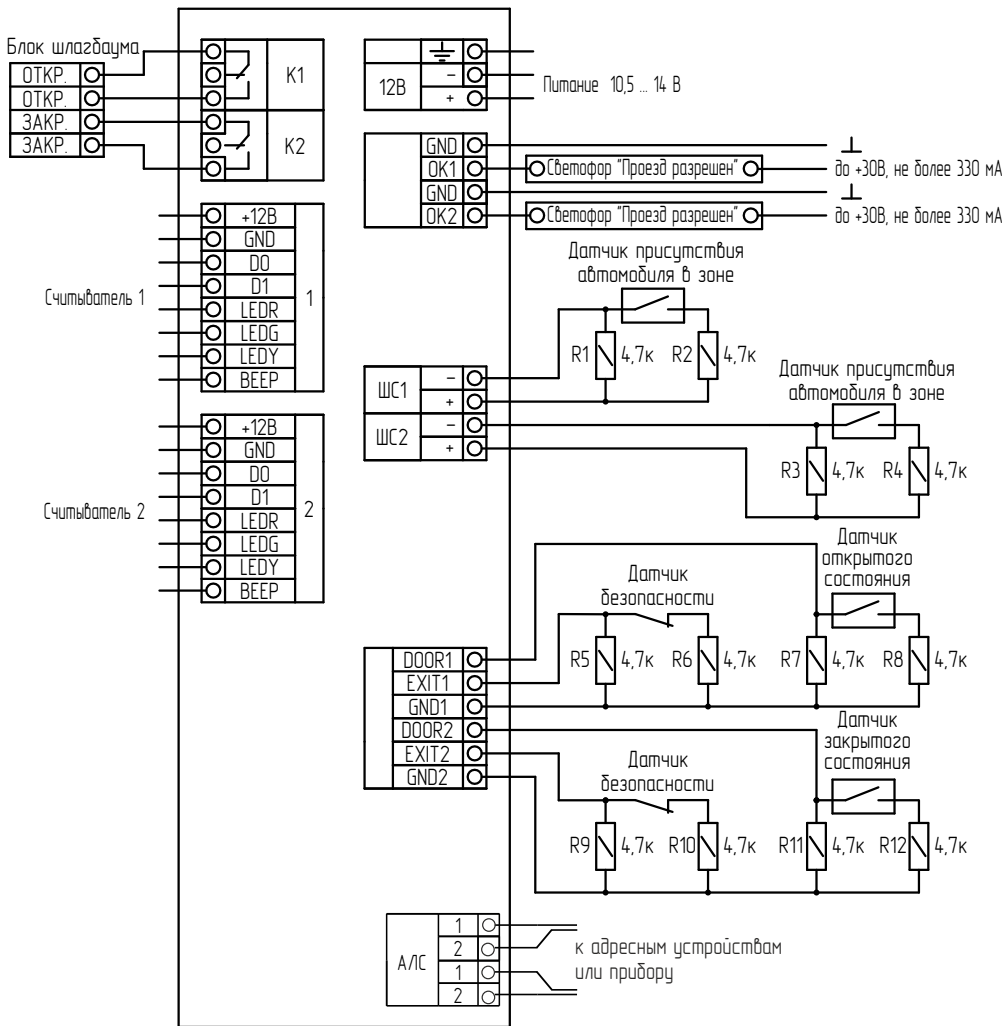 Блок шлагбаума
ОТКР.
ОТКР.
ЗАКР.
ЗАКР.
К1
К2
12В
–
+
Питание 10,5 ... 14 В
GND
OK1
GND
OK2
Светофор "Проезд разрешен"
до +30В, не более 330 мА
Светофор "Проезд разрешен"
до +30В, не более 330 мА
Считыватель 1
+12В
GND
D0
D1
LEDR
LEDG
LEDY
BEEP
1
Считыватель 2
+12В
GND
D0
D1
LEDR
LEDG
LEDY
BEEP
2
Датчик присутствия
автомобиля в зоне
R1 4,7к R2 4,7к
ШС1
–
+
ШС2
–
+
Датчик присутствия
автомобиля в зоне
R3 4,7к R4 4,7к
Датчик
безопасности
Датчик
открытого
состояния
R5 4,7к R6 4,7к R7 4,7к R8 4,7к
DOOR1
EXIT1
GND1
DOOR2
EXIT2
GND2
Датчик
безопасности
Датчик
закрытого
состояния
R9 4,7к R10 4,7к R11 4,7к R12 4,7к
АЛС
1
2
1
2
к адресным устройствам
или прибору